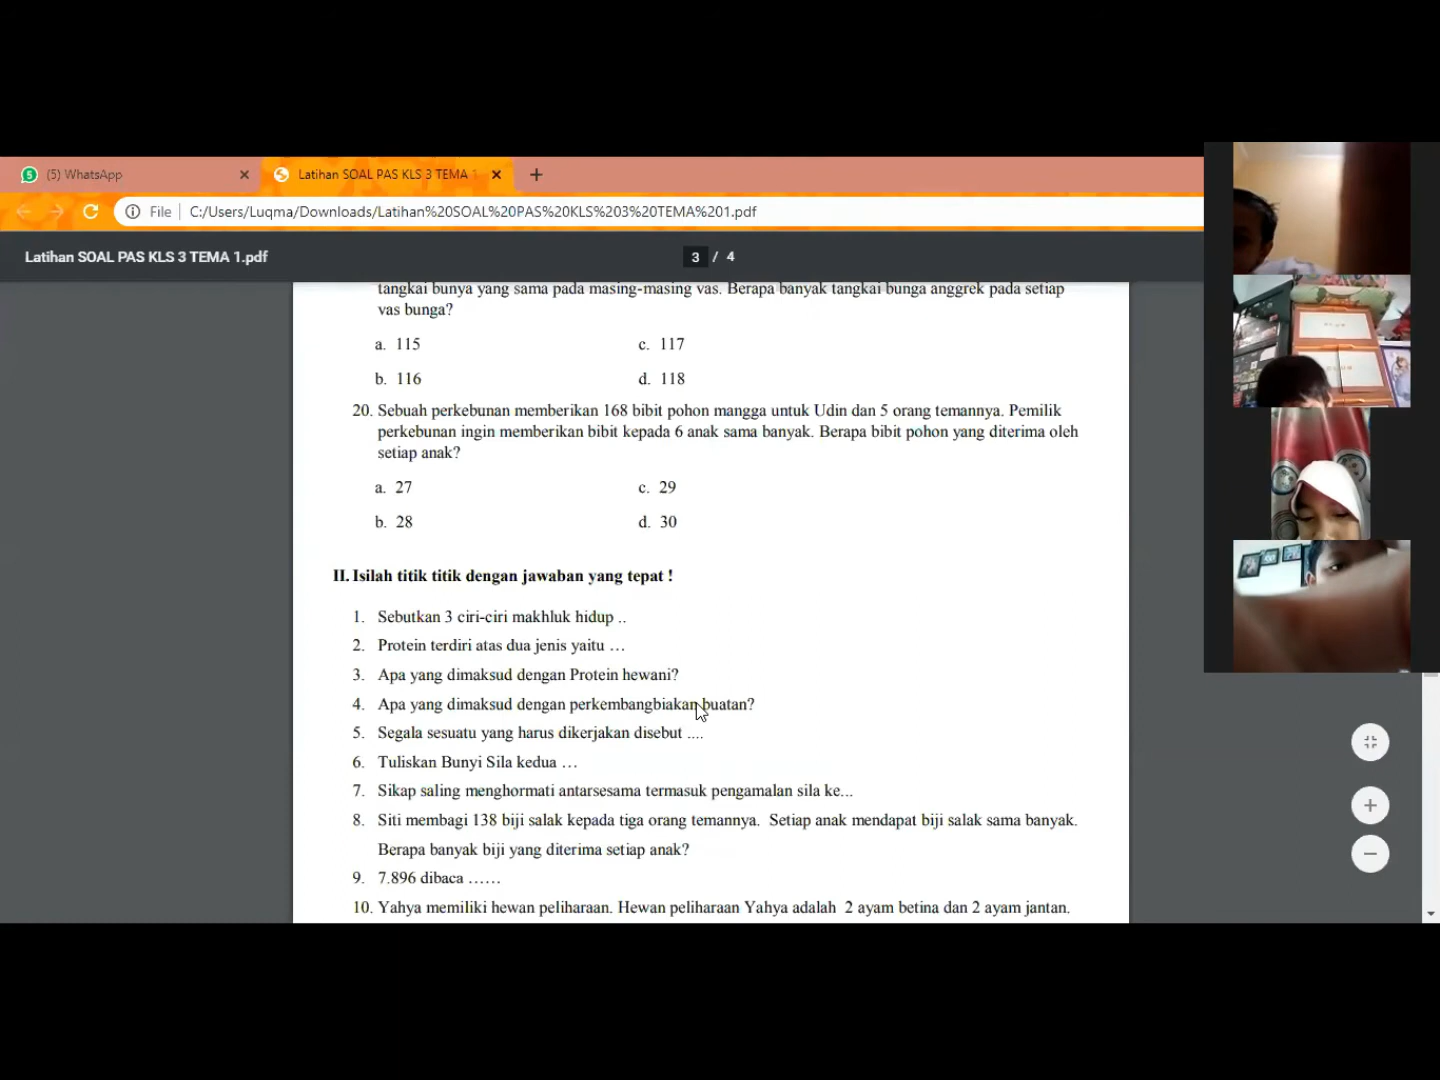 (5) WhatsApp
Latihan SOAL PAS KLS 3 TEMA 1
File
C:/Users/Luqma/Downloads/Latihan%20SOAL%20PAS%20KLS%203%20TEMA%201.pdf
Latihan SOAL PAS KLS 3 TEMA 1.pdf
3 / 4
tangkai bunya yang sama pada masing-masing vas. Berapa banyak tangkai bunga anggrek pada setiap
vas bunga?
a. 115 c. 117
b. 116 d. 118
20. Sebuah perkebunan memberikan 168 bibit pohon mangga untuk Udin dan 5 orang temannya. Pemilik
perkebunan ingin memberikan bibit kepada 6 anak sama banyak. Berapa bibit pohon yang diterima oleh
setiap anak?
a. 27 c. 29
b. 28 d. 30
II. Isilah titik titik dengan jawaban yang tepat !
1. Sebutkan 3 ciri-ciri makhluk hidup ..
2. Protein terdiri atas dua jenis yaitu …
3. Apa yang dimaksud dengan Protein hewani?
4. Apa yang dimaksud dengan perkembangbiakan buatan?
5. Segala sesuatu yang harus dikerjakan disebut ....
6. Tuliskan Bunyi Sila kedua …
7. Sikap saling menghormati antarsesama termasuk pengamalan sila ke...
8. Siti membagi 138 biji salak kepada tiga orang temannya. Setiap anak mendapat biji salak sama banyak.
Berapa banyak biji yang diterima setiap anak?
9. 7.896 dibaca ……
10. Yahya memiliki hewan peliharaan. Hewan peliharaan Yahya adalah 2 ayam betina dan 2 ayam jantan.